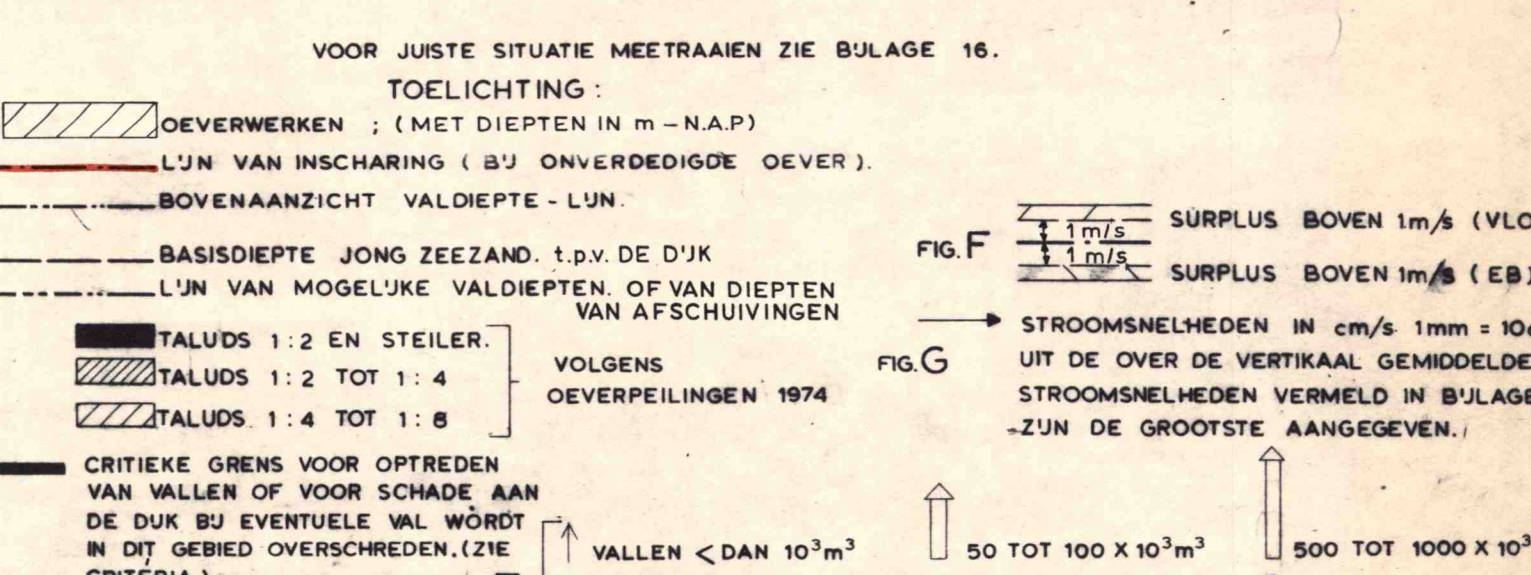 VOOR JUISTE SITUATIE MEETRAAIEN ZIE BIJLAGE 16.
TOELICHTING :
OEVERWERKEN ; ( MET DIEPTEN IN m – N.A.P)
LIJN VAN INSCHARING ( BIJ ONVERDEDIGDE OEVER ).
BOVENAANZICHT VALDIEPTE - LIJN.
BASISDIEPTE JONG ZEEZAND. t.p.v. DE DIJK
LIJN VAN MOGELIJKE VALDIEPTEN. OF VAN DIEPTEN
VAN AFSCHUIVINGEN
TALUDS 1:2 EN STEILER.
TALUDS 1:2 TOT 1:4
TALUDS 1:4 TOT 1:8
VOLGENS
OEVERPEILINGEN 1974
CRITIEKE GRENS VOOR OPTREDEN
VAN VALLEN OF VOOR SCHADE AAN
DE DIJK BIJ EVENTUELE VAL WORDT
IN DIT GEBIED OVERSCHREDEN.(ZIE
CRITERIA.)
VALLEN < DAN 10³m³
FIG. F
1 m/s
1 m/s
SURPLUS BOVEN 1m/s (VLO
SURPLUS BOVEN 1m/s ( EB)
FIG. G
STROOMSNELHEDEN IN cm/s 1mm = 10
UIT DE OVER DE VERTIKAAL GEMIDDELDE
STROOMSNELHEDEN VERMELD IN BIJLAGE
ZIJN DE GROOTSTE AANGEGEVEN.
50 TOT 100 X 10³m³
500 TOT 1000 X 10³